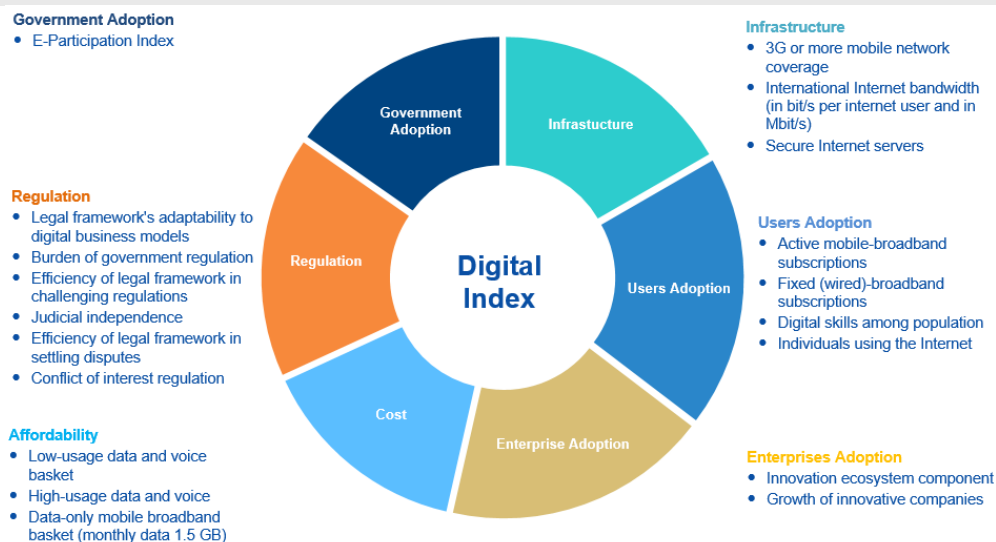 Government Adoption
• E-Participation Index
Regulation
• Legal framework's adaptability to
digital business models
• Burden of government regulation
• Efficiency of legal framework in
challenging regulations
• Judicial independence
• Efficiency of legal framework in
settling disputes
• Conflict of interest regulation
Affordability
• Low-usage data and voice
basket
• High-usage data and voice
• Data-only mobile broadband
basket (monthly data 1.5 GB)
Government
Adoption
Infrastucture
Regulation
Digital
Index
Users Adoption
Cost
Enterprise Adoption
Infrastructure
• 3G or more mobile network
coverage
• International Internet bandwidth
(in bit/s per internet user and in
Mbit/s)
• Secure Internet servers
Users Adoption
• Active mobile-broadband
subscriptions
• Fixed (wired)-broadband
subscriptions
• Digital skills among population
• Individuals using the Internet
Enterprises Adoption
• Innovation ecosystem component
• Growth of innovative companies